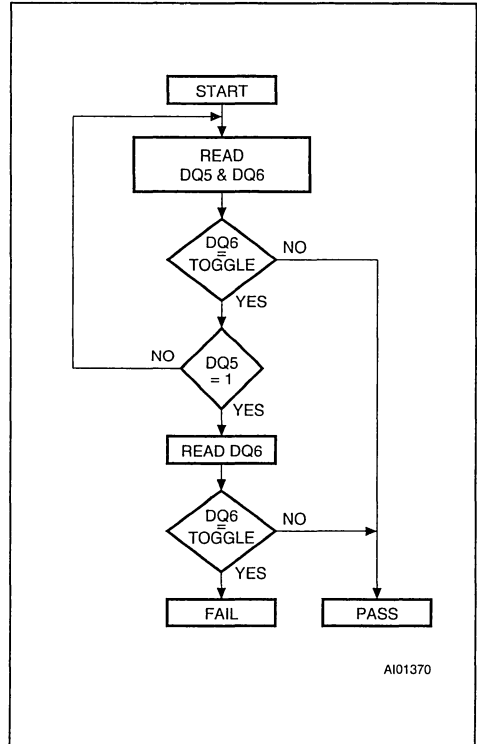 START
READ
DQ5 & DQ6
DQ6
=
TOGGLE
NO
YES
NO
DQ5
= 1
YES
READ DQ6
DQ6
=
TOGGLE
NO
YES
FAIL
PASS
AI01370